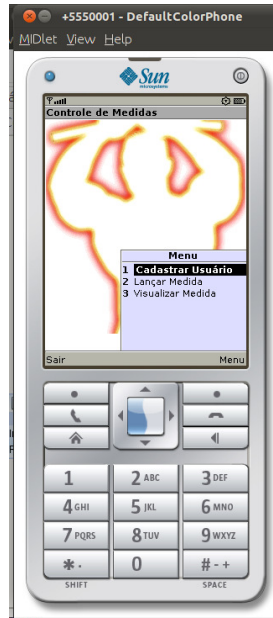 +5550001 - DefaultColorPhone
MIDlet View Help
Sun
microsystems
Controle de Medidas
Menu
1 Cadastrar Usuário
2 Lançar Medida
3 Visualizar Medida
Sair Menu
1 2 ABC 3 DEF
4 GHI 5 JKL 6 MNO
7 PQRS 8 TUV 9 WXYZ
* . 0 # - +
SHIFT SPACE